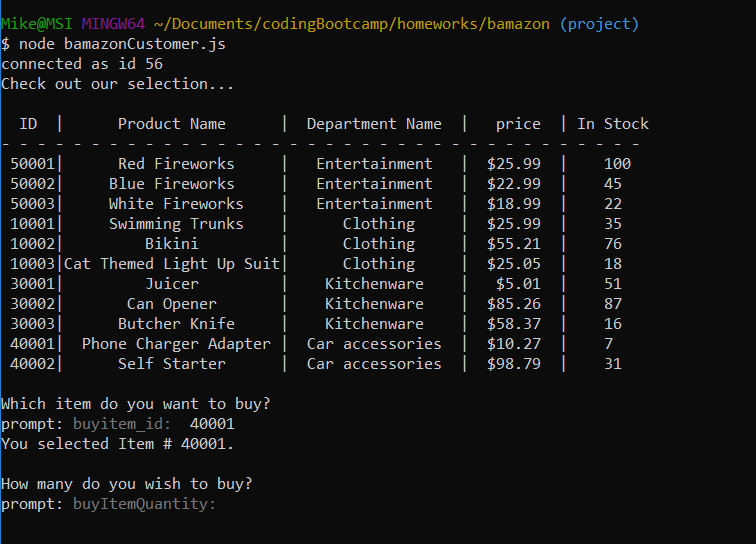 Mike@MSI MINGW64 ~/Documents/codingBootcamp/homeworks/bamazon (project)
$ node bamazonCustomer.js
connected as id 56
Check out our selection...
ID | Product Name | Department Name | price | In Stock
- - - - - - - - - - - - - - - - - - - - - - - - - - - - - - - - - - - -
50001| Red Fireworks | Entertainment | $25.99 | 100
50002| Blue Fireworks | Entertainment | $22.99 | 45
50003| White Fireworks | Entertainment | $18.99 | 22
10001| Swimming Trunks | Clothing | $25.99 | 35
10002| Bikini | Clothing | $55.21 | 76
10003|Cat Themed Light Up Suit| Clothing | $25.05 | 18
30001| Juicer | Kitchenware | $5.01 | 51
30002| Can Opener | Kitchenware | $85.26 | 87
30003| Butcher Knife | Kitchenware | $58.37 | 16
40001| Phone Charger Adapter | Car accessories | $10.27 | 7
40002| Self Starter | Car accessories | $98.79 | 31
Which item do you want to buy?
prompt: buyitem_id: 40001
You selected Item # 40001.
How many do you wish to buy?
prompt: buyItemQuantity: